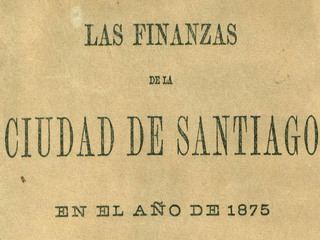 LAS FINANZAS
DE LA
CIUDAD DE SANTIAGO
EN EL AÑO DE 1875